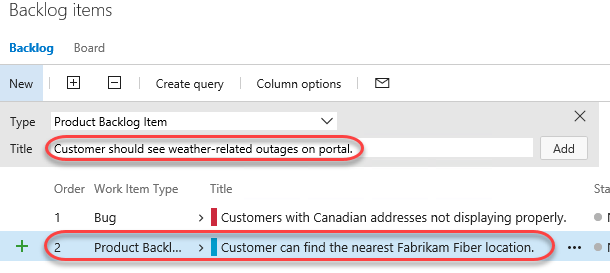 Backlog items
Backlog Board
New Create query Column options
Type Product Backlog Item
Title Customer should see weather-related outages on portal. Add
Order Work Item Type Title Sta
1 Bug Customers with Canadian addresses not displaying properly.
2 Product Backl... Customer can find the nearest Fabrikam Fiber location. ...